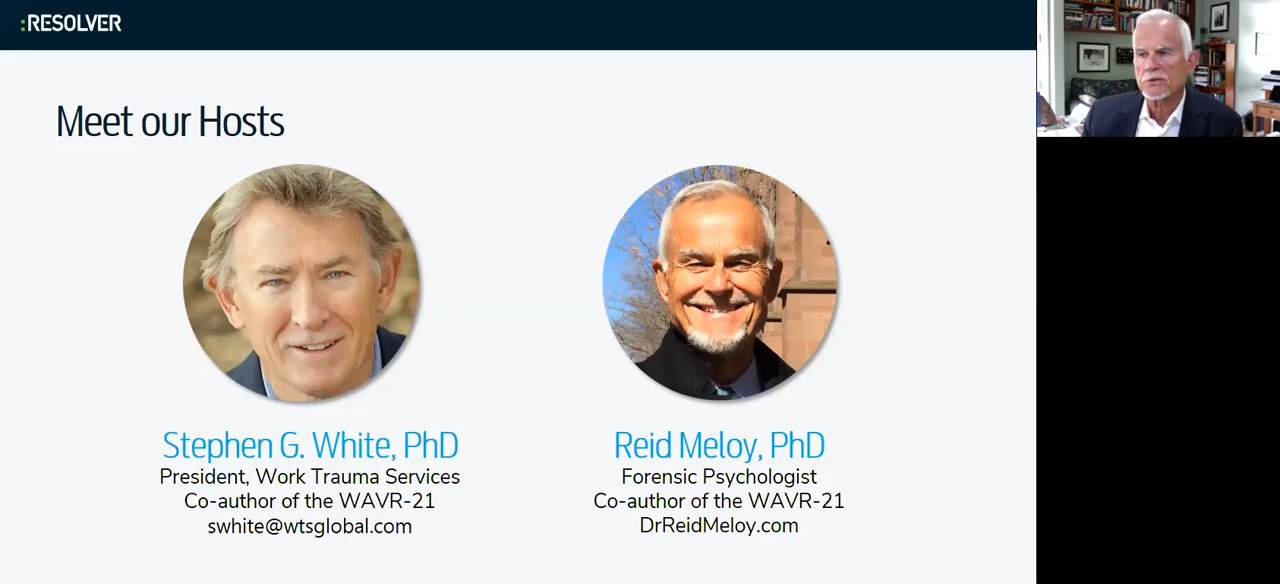 :RESOLVER
Meet our Hosts
Stephen G. White, PhD
President, Work Trauma Services
Co-author of the WAVR-21
swhite@wtsglobal.com
Reid Meloy, PhD
Forensic Psychologist
Co-author of the WAVR-21
DrReidMeloy.com